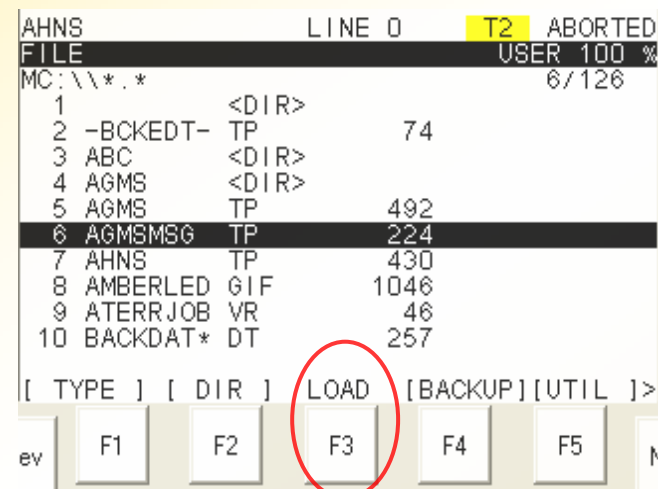 AHNS LINE 0 T2 ABORTED
FILE USER 100 %
MC:\\*.* 6/126
1 <DIR>
2 -BCKEDT- TP 74
3 ABC <DIR>
4 AGMS <DIR>
5 AGMS TP 492
6 AGMSMSG TP 224
7 AHNS TP 430
8 AMBERLED GIF 1046
9 ATERRJOB VR 46
10 BACKDAT* DT 257
[ TYPE ] [ DIR ] LOAD [BACKUP][UTIL ]>
ev F1 F2 F3 F4 F5